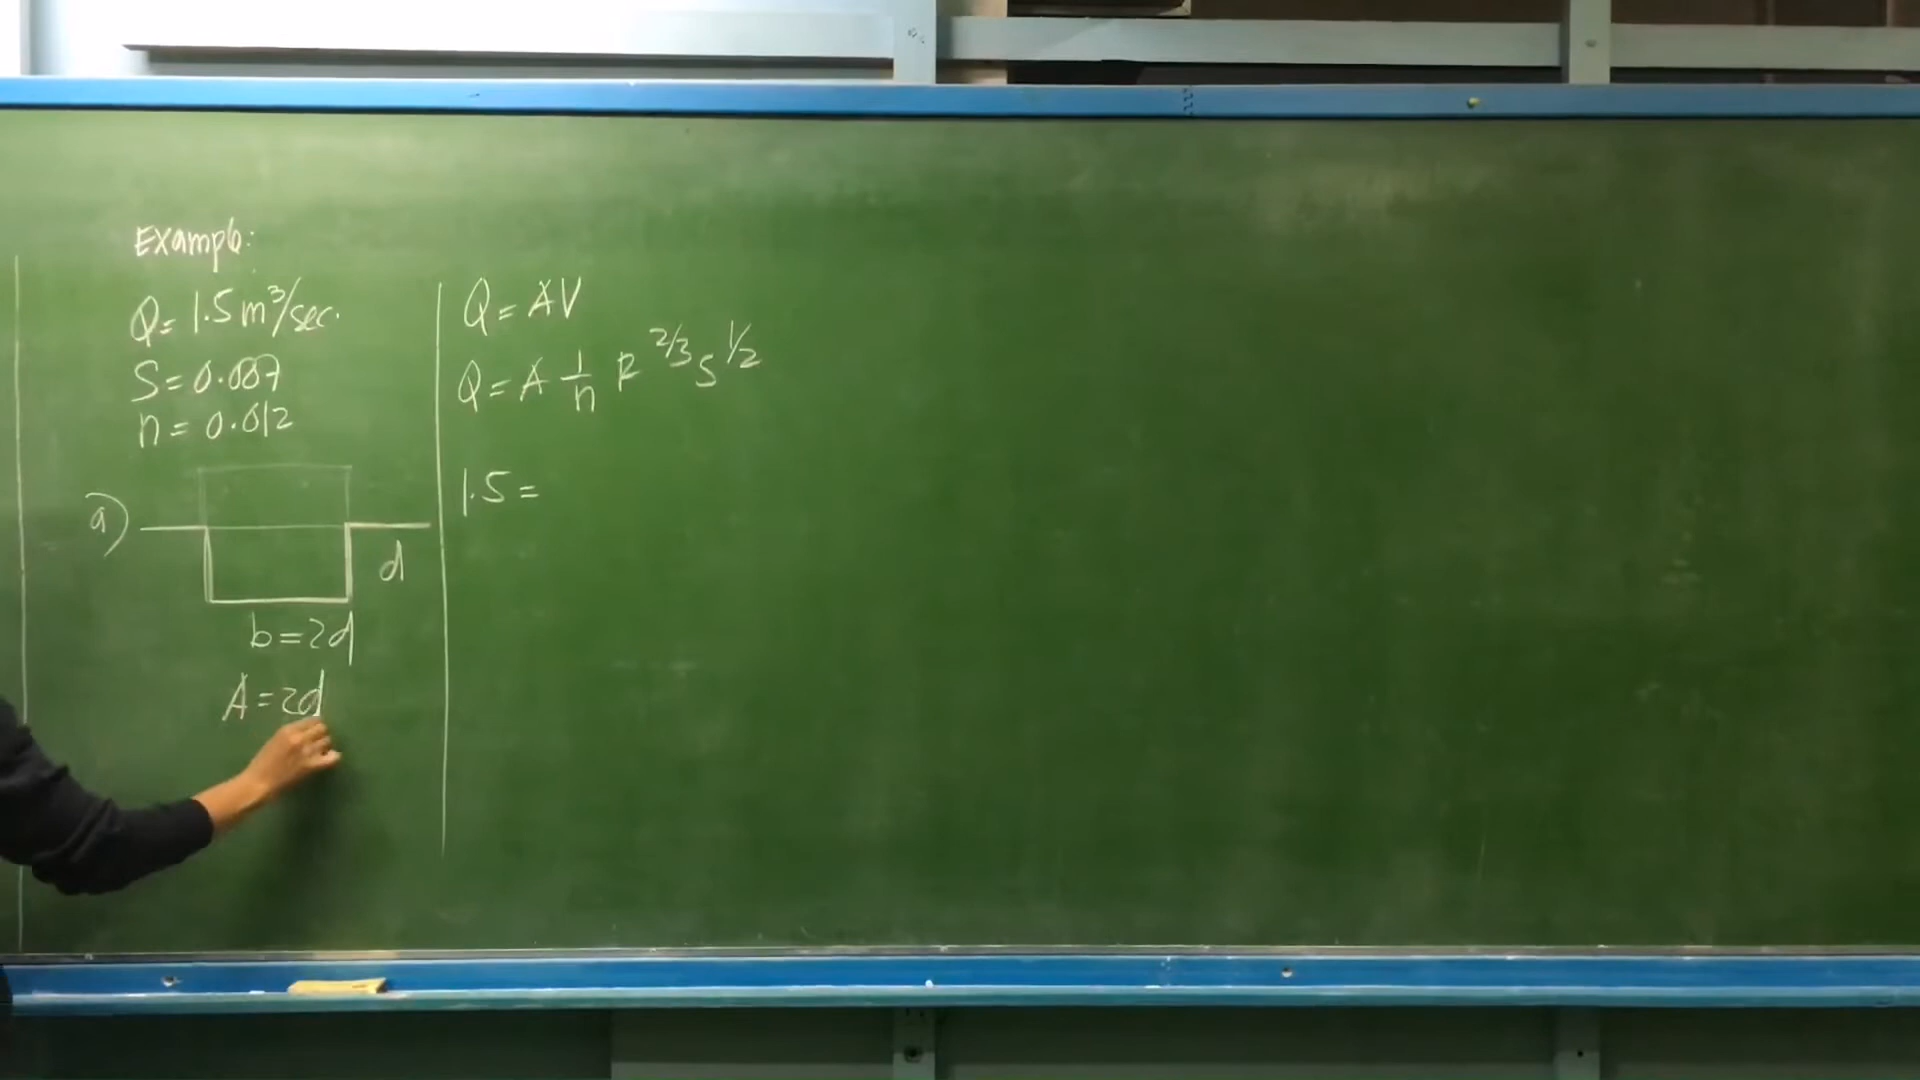 Example:
Q = 1.5 m³/sec.
S = 0.007
n = 0.012
a)
d
b = 2d
A = 2d
Q = AV
Q = A 1/n R^2/3 S^1/2
1.5 =